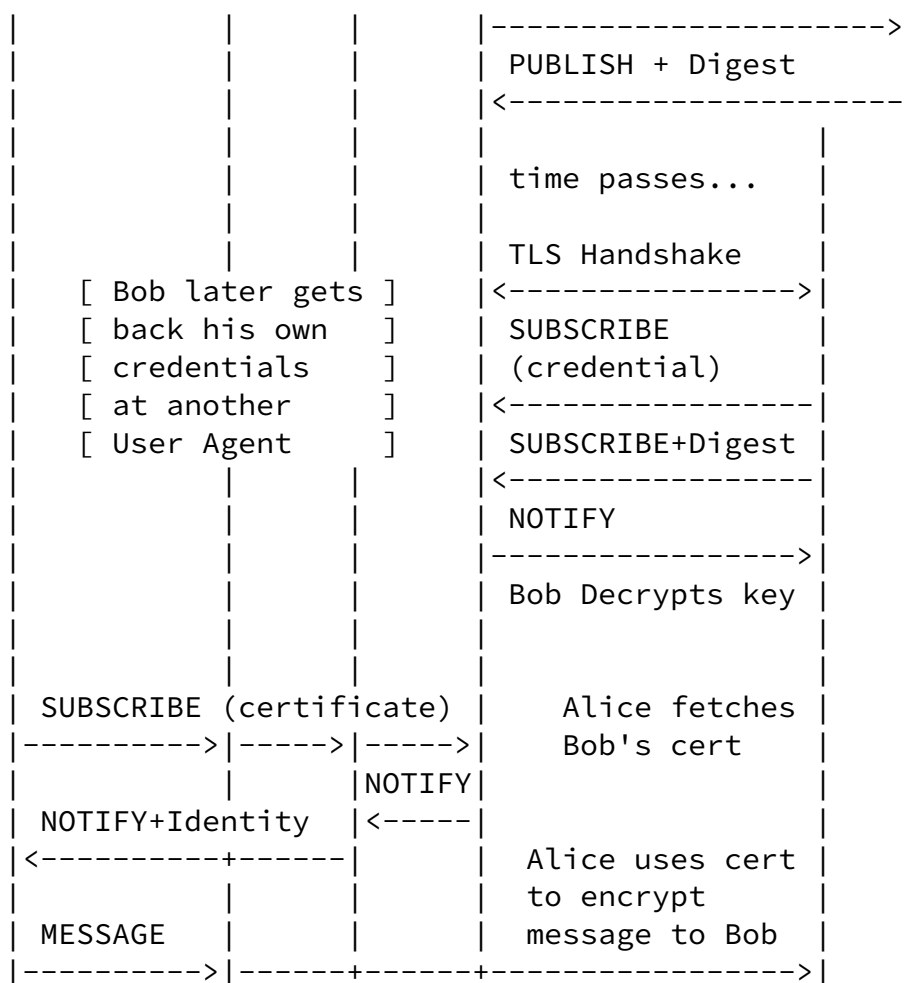 PUBLISH + Digest
time passes...
TLS Handshake
[ Bob later gets ]
[ back his own ] SUBSCRIBE
[ credentials ] (credential)
[ at another ]
[ User Agent ] SUBSCRIBE+Digest
NOTIFY
Bob Decrypts key
SUBSCRIBE (certificate) Alice fetches
Bob's cert
NOTIFY
NOTIFY+Identity
Alice uses cert
to encrypt
MESSAGE message to Bob